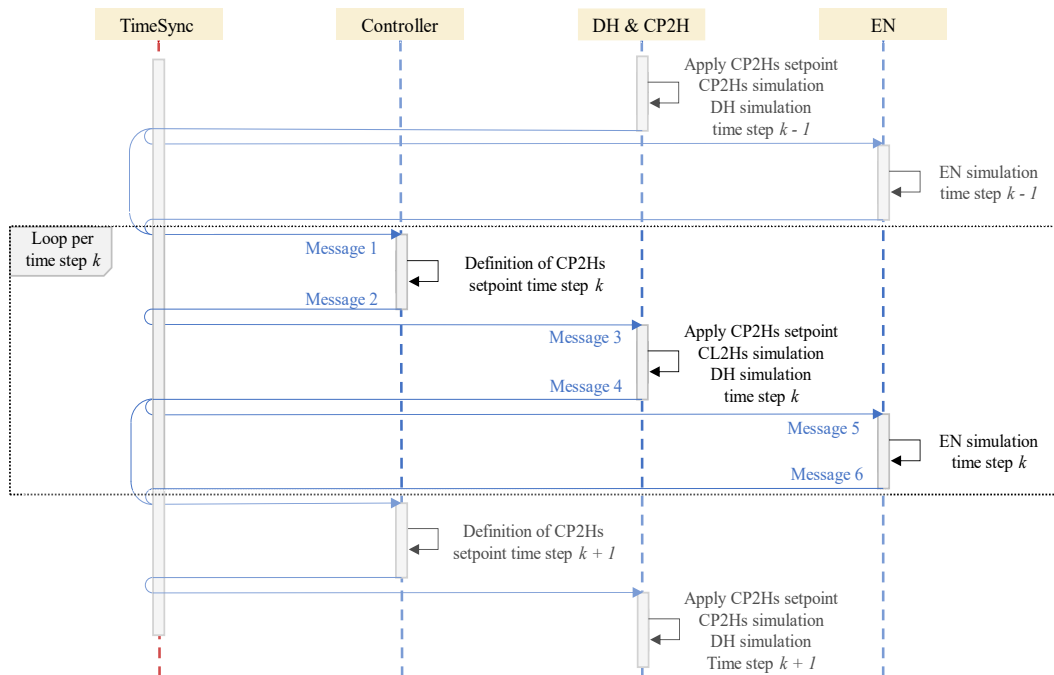 TimeSync
Controller
DH & CP2H
EN
Apply CP2Hs setpoint
CP2Hs simulation
DH simulation
time step k - 1
EN simulation
time step k - 1
Loop per
time step k
Message 1
Definition of CP2Hs
setpoint time step k
Message 2
Message 3
Apply CP2Hs setpoint
CL2Hs simulation
DH simulation
time step k
Message 4
Message 5
EN simulation
time step k
Message 6
Definition of CP2Hs
setpoint time step k + 1
Apply CP2Hs setpoint
CP2Hs simulation
DH simulation
Time step k + 1